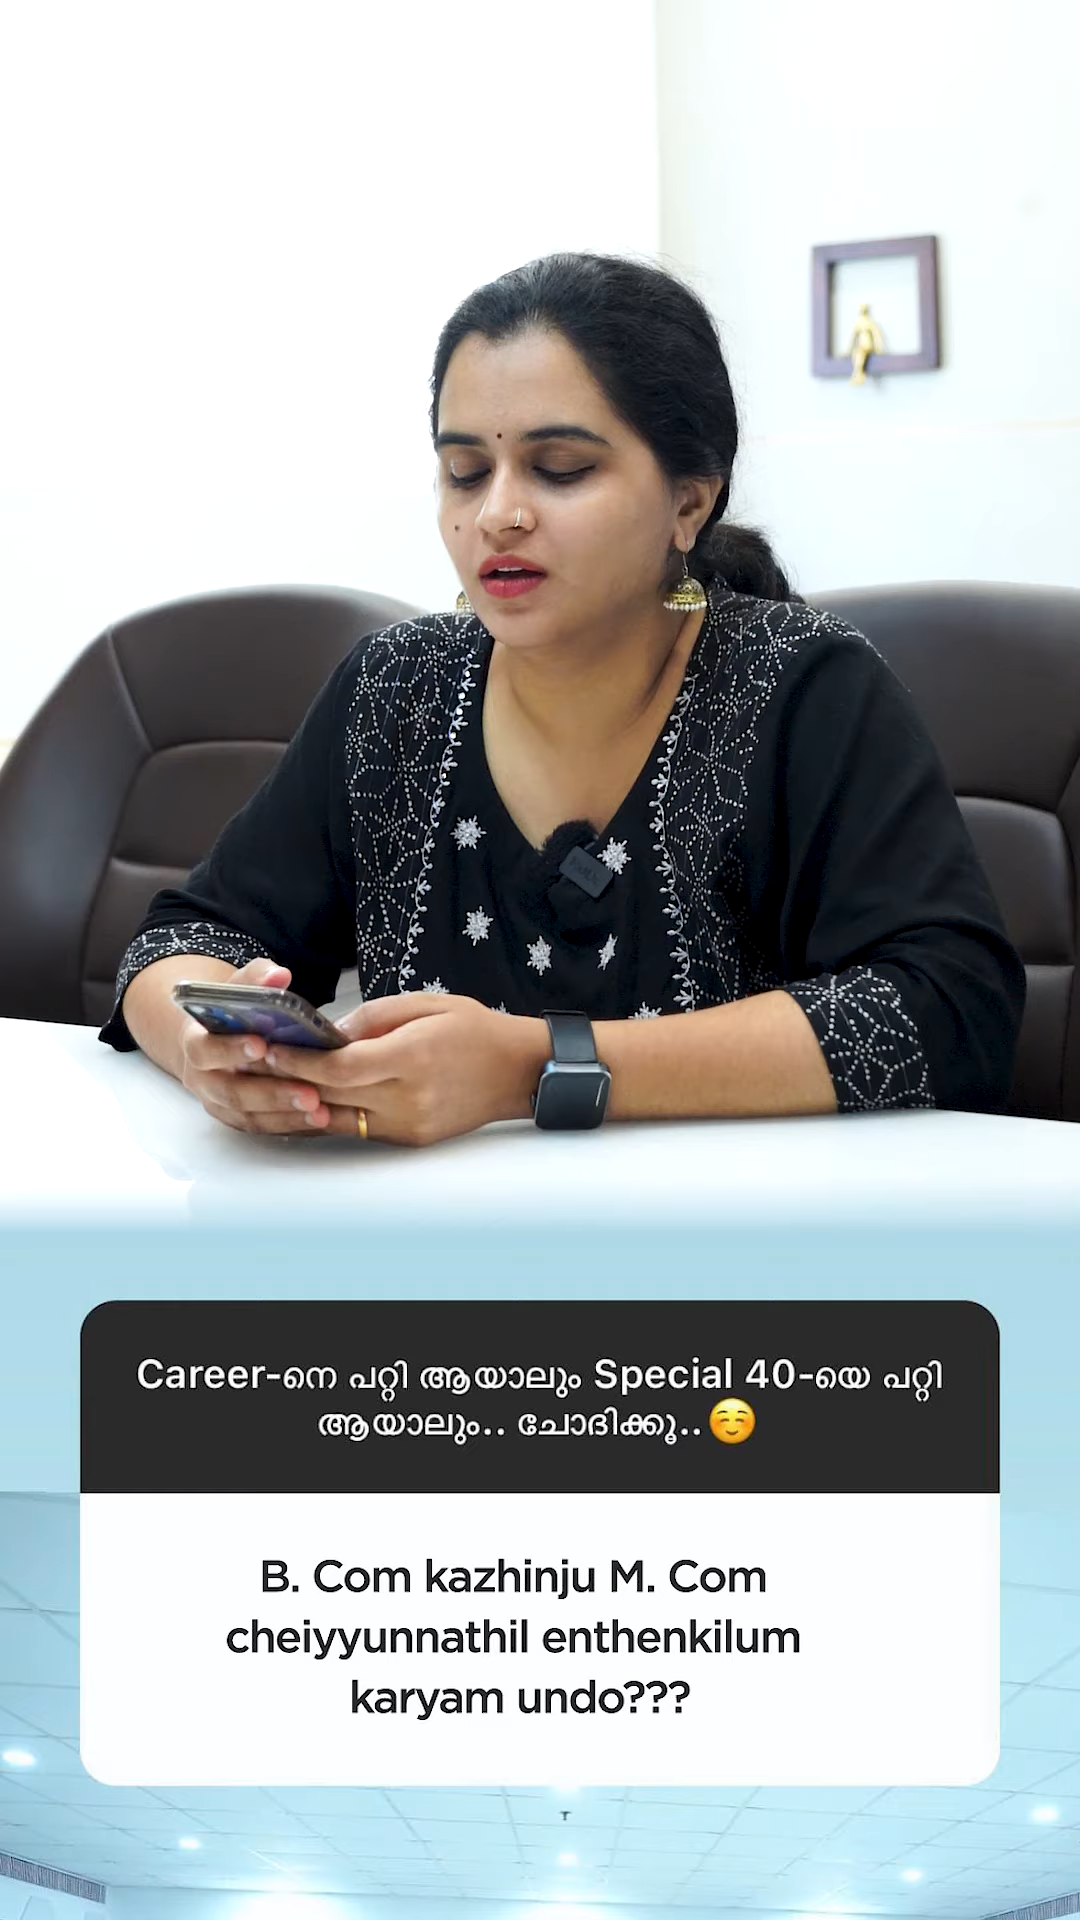 Career-നെ പറ്റി ആയാലും Special 40-യെ പറ്റി
ആയാലും.. ചോദിക്കൂ..☺️
B. Com kazhinju M. Com
cheiyyunnathil enthenkilum
karyam undo???